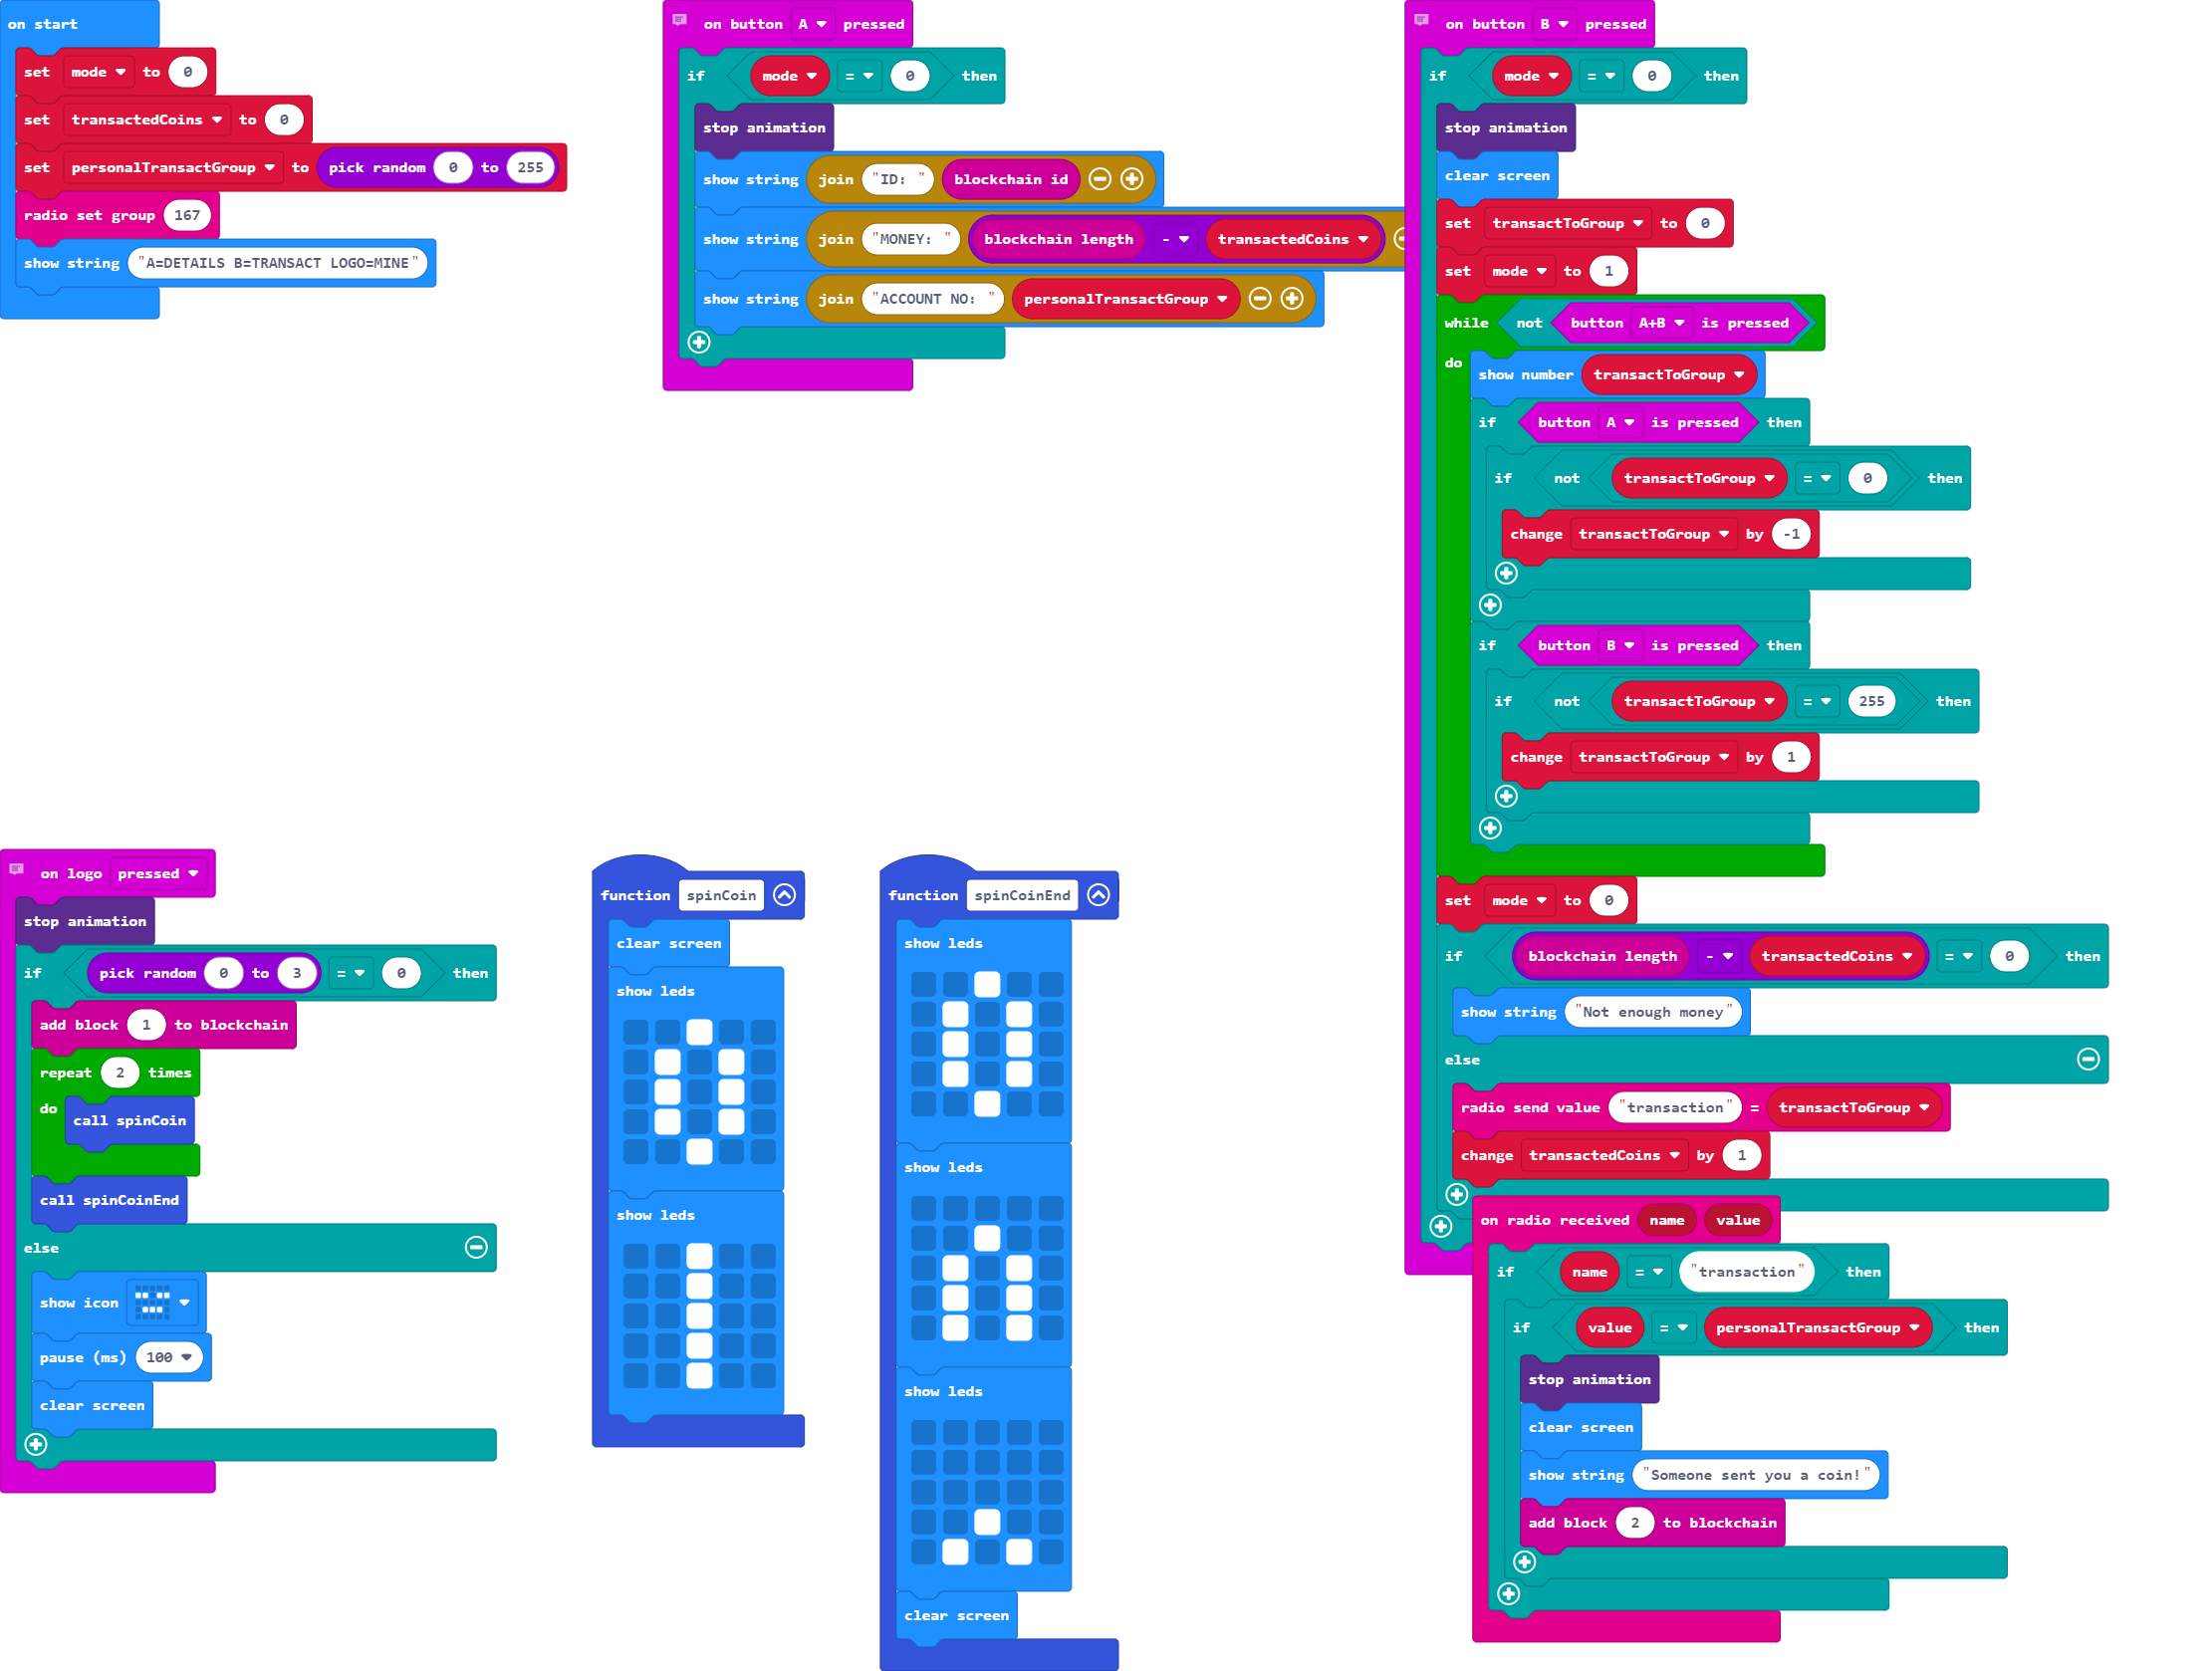 on start
set mode to 0
set transactedCoins to 0
set personalTransactGroup to pick random 0 to 255
radio set group 167
show string "A=DETAILS B=TRANSACT LOGO=MINE"
on button A pressed
if mode = 0 then
stop animation
show string join "ID: " blockchain id
show string join "MONEY: " blockchain length - transactedCoins
show string join "ACCOUNT NO: " personalTransactGroup
on button B pressed
if mode = 0 then
stop animation
clear screen
set transactToGroup to 0
set mode to 1
while not button A+B is pressed
do show number transactToGroup
if button A is pressed then
if not transactToGroup = 0 then
change transactToGroup by -1
if button B is pressed then
if not transactToGroup = 255 then
change transactToGroup by 1
set mode to 0
if blockchain length - transactedCoins = 0 then
show string "Not enough money"
else
radio send value "transaction" = transactToGroup
change transactedCoins by 1
on logo pressed
stop animation
if pick random 0 to 3 = 0 then
add block 1 to blockchain
repeat 2 times
do call spinCoin
call spinCoinEnd
else
show icon
pause (ms) 100
clear screen
function spinCoin
clear screen
show leds
show leds
function spinCoinEnd
show leds
show leds
show leds
clear screen
on radio received name value
if name = "transaction" then
if value = personalTransactGroup then
stop animation
clear screen
show string "Someone sent you a coin!"
add block 2 to blockchain